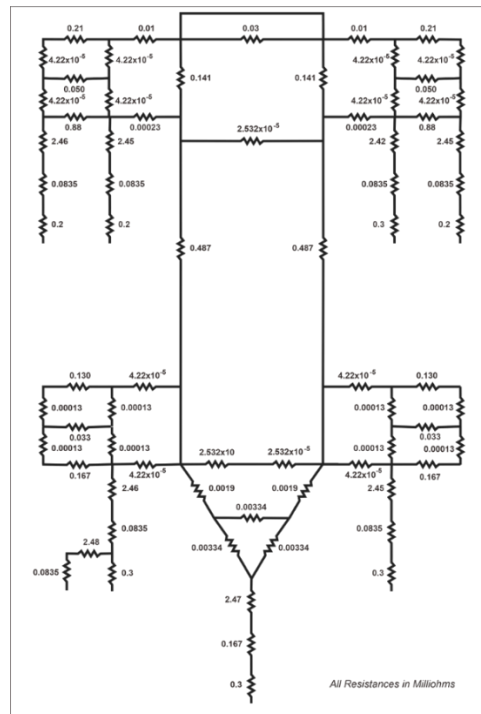 0.21 0.01 0.03 0.01 0.21
4.22x10-5 4.22x10-5 0.141 0.141 4.22x10-5 4.22x10-5
0.050 0.050
4.22x10-5 4.22x10-5 4.22x10-5 4.22x10-5
0.88 0.00023 0.00023 0.88
2.532x10-5
2.46 2.45 2.42 2.45
0.0835 0.0835 0.0835 0.0835
0.2 0.2 0.3 0.2
0.487 0.487
0.130 4.22x10-5 4.22x10-5 0.130
0.00013 0.00013 0.00013 0.00013
0.033 0.033
0.00013 0.00013 0.00013 0.00013
2.532x10 2.532x10-5
0.167 4.22x10-5 4.22x10-5 0.167
2.46 0.0019 0.0019 2.45
0.00334
0.0835 0.0835
2.48 0.00334 0.00334
0.0835 0.3 0.3
2.47
0.167
0.3
All Resistances in Milliohms